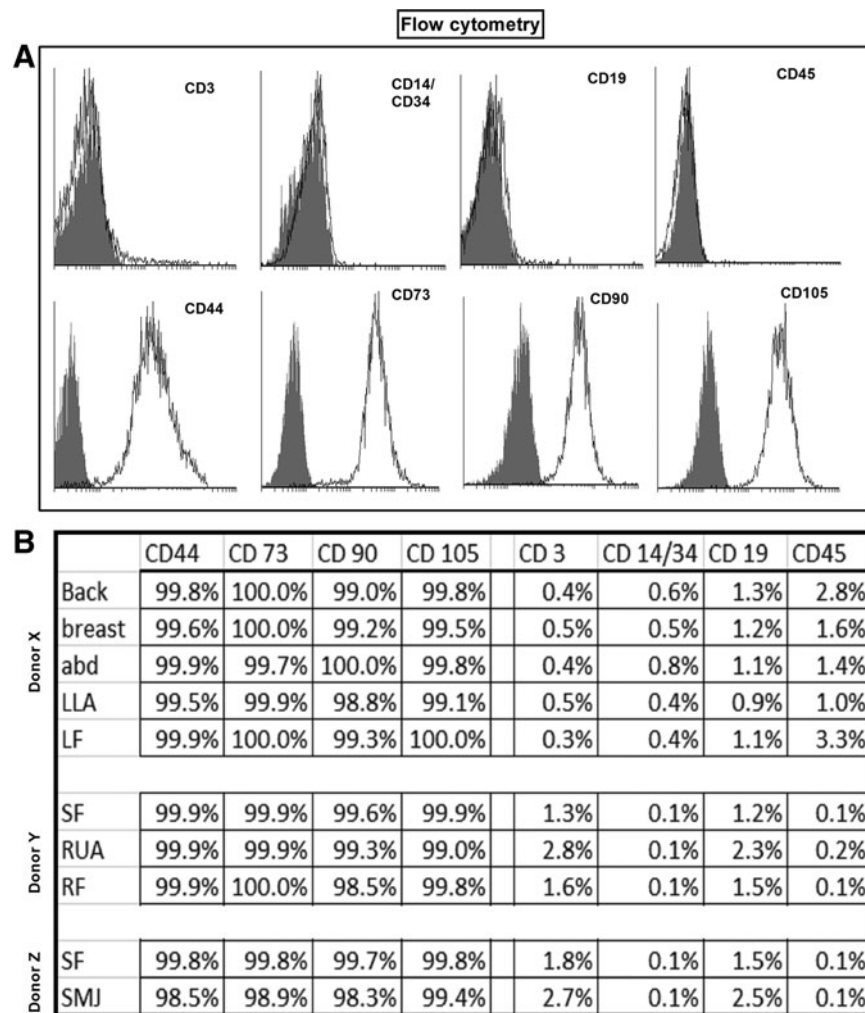 Flow cytometry
A
CD3
CD14/
CD34
CD19
CD45
CD44
CD73
CD90
CD105
B
CD44 CD 73 CD 90 CD 105 CD 3 CD 14/34 CD 19 CD45
Donor X
Back 99.8% 100.0% 99.0% 99.8% 0.4% 0.6% 1.3% 2.8%
breast 99.6% 100.0% 99.2% 99.5% 0.5% 0.5% 1.2% 1.6%
abd 99.9% 99.7% 100.0% 99.8% 0.4% 0.8% 1.1% 1.4%
LLA 99.5% 99.9% 98.8% 99.1% 0.5% 0.4% 0.9% 1.0%
LF 99.9% 100.0% 99.3% 100.0% 0.3% 0.4% 1.1% 3.3%
Donor Y
SF 99.9% 99.9% 99.6% 99.9% 1.3% 0.1% 1.2% 0.1%
RUA 99.9% 99.9% 99.3% 99.0% 2.8% 0.1% 2.3% 0.2%
RF 99.9% 100.0% 98.5% 99.8% 1.6% 0.1% 1.5% 0.1%
Donor Z
SF 99.8% 99.8% 99.7% 99.8% 1.8% 0.1% 1.5% 0.1%
SMJ 98.5% 98.9% 98.3% 99.4% 2.7% 0.1% 2.5% 0.1%